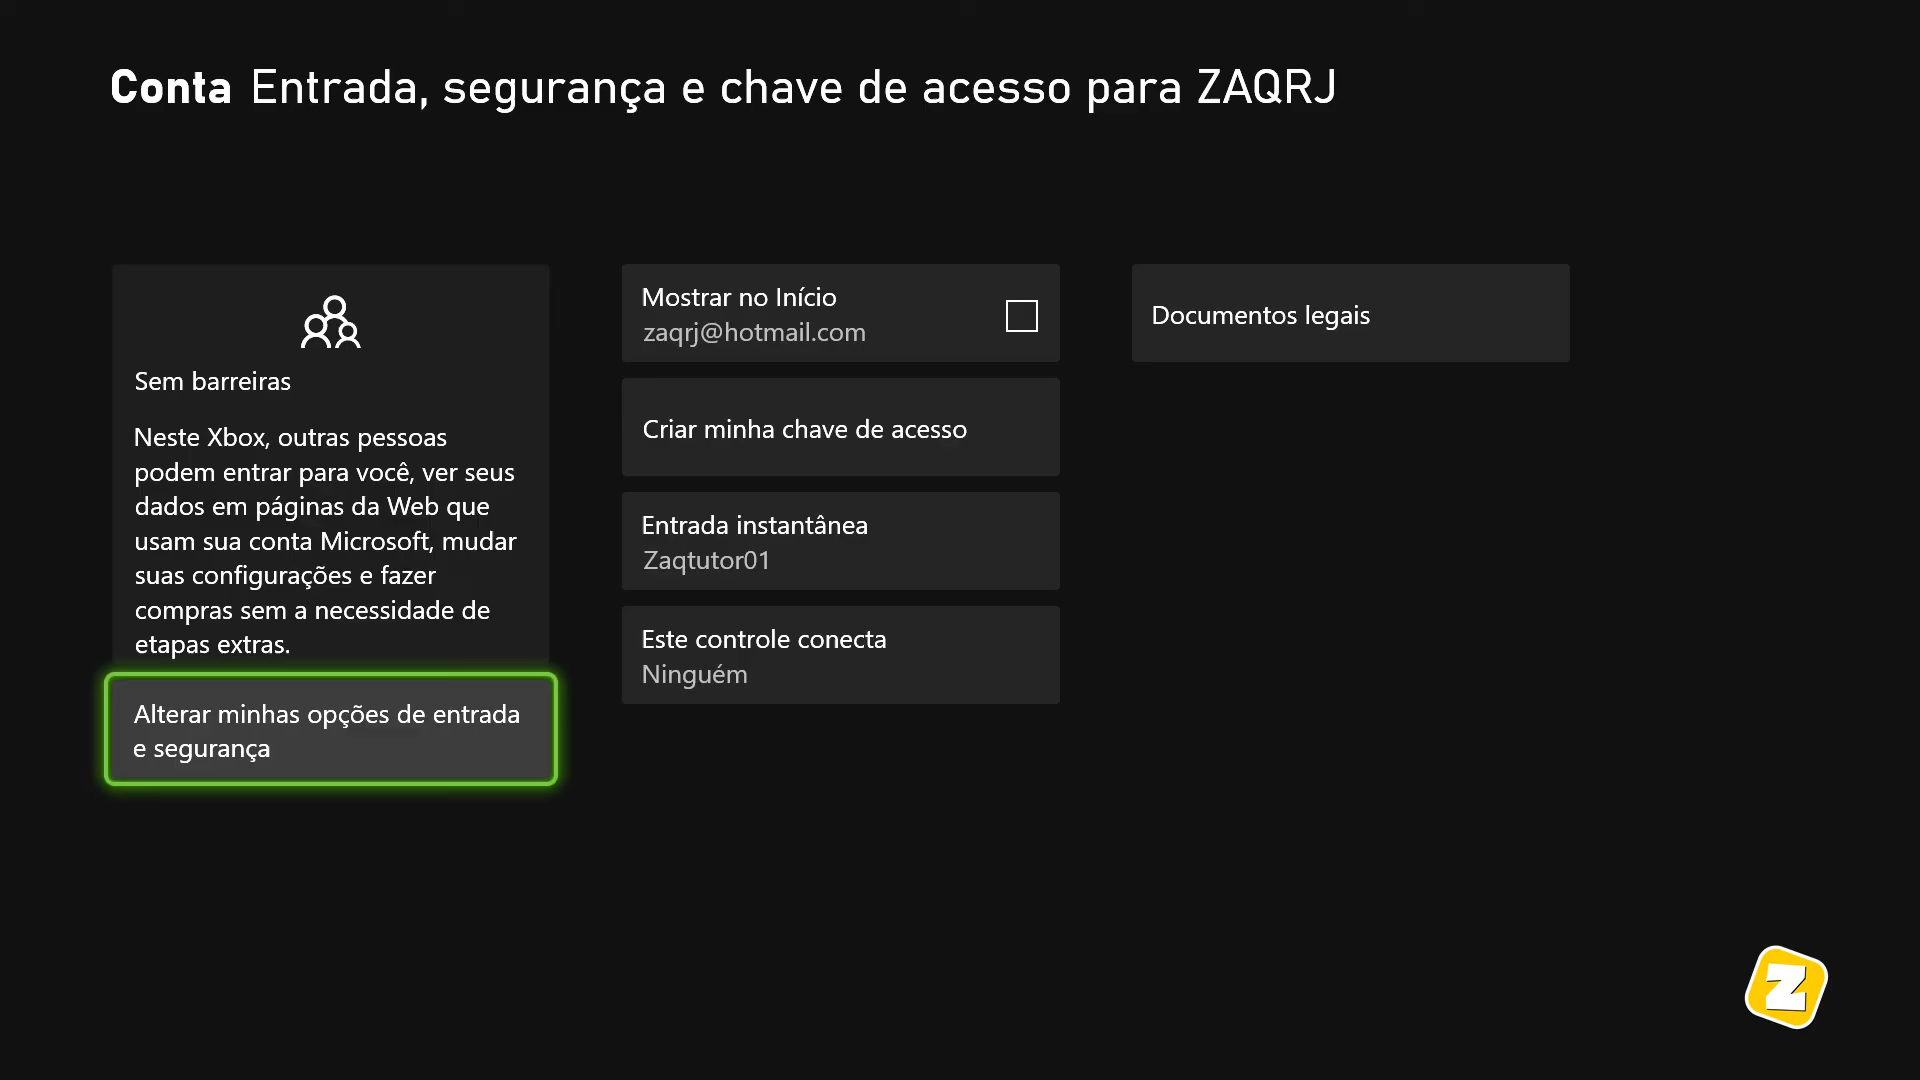 Conta Entrada, segurança e chave de acesso para ZAQRJ
Sem barreiras
Neste Xbox, outras pessoas
podem entrar para você, ver seus
dados em páginas da Web que
usam sua conta Microsoft, mudar
suas configurações e fazer
compras sem a necessidade de
etapas extras.
Alterar minhas opções de entrada
e segurança
Mostrar no Início
zaqrj@hotmail.com
Criar minha chave de acesso
Entrada instantânea
Zaqtutor01
Este controle conecta
Ninguém
Documentos legais
Z